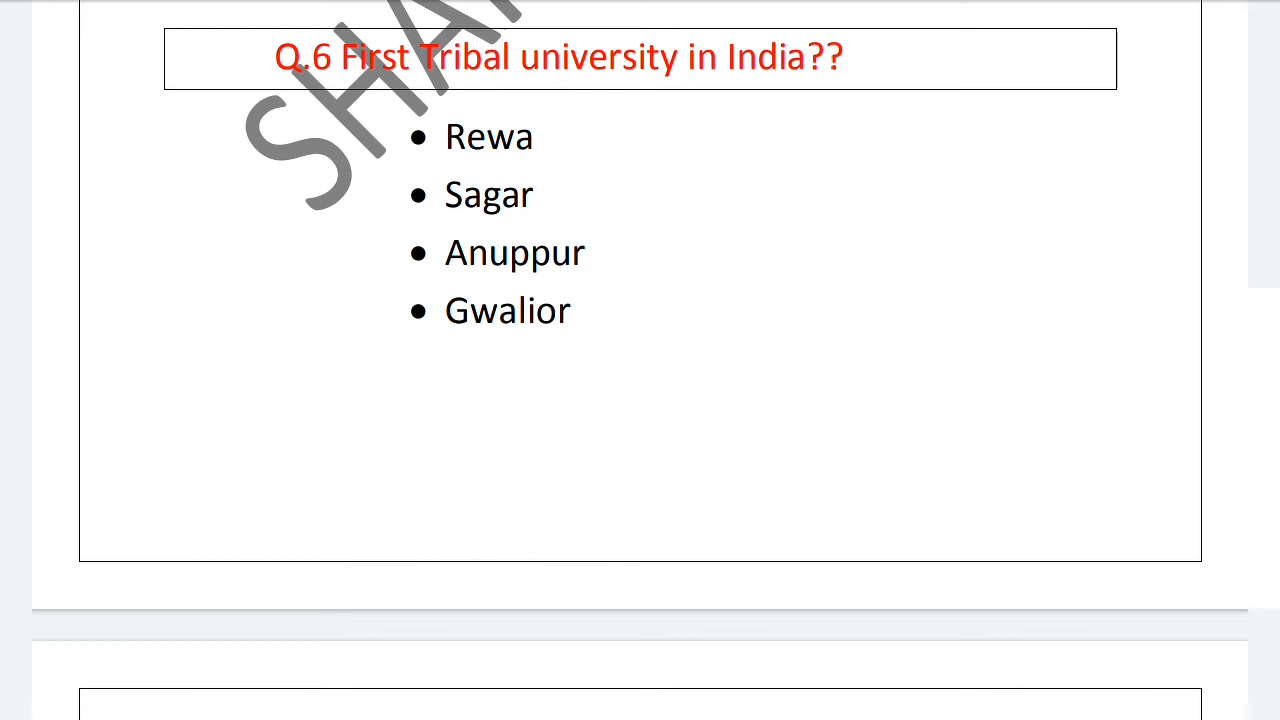 Q.6 First Tribal university in India??
• Rewa
• Sagar
• Anuppur
• Gwalior